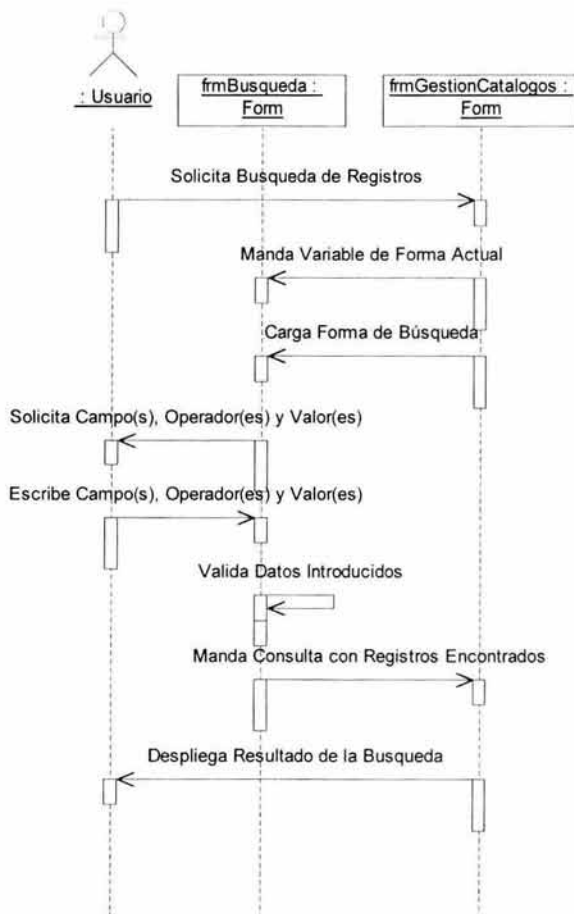 : Usuario
frmBusqueda :
Form
frmGestionCatalogos :
Form
Solicita Busqueda de Registros
Manda Variable de Forma Actual
Carga Forma de Búsqueda
Solicita Campo(s), Operador(es) y Valor(es)
Escribe Campo(s), Operador(es) y Valor(es)
Valida Datos Introducidos
Manda Consulta con Registros Encontrados
Despliega Resultado de la Busqueda